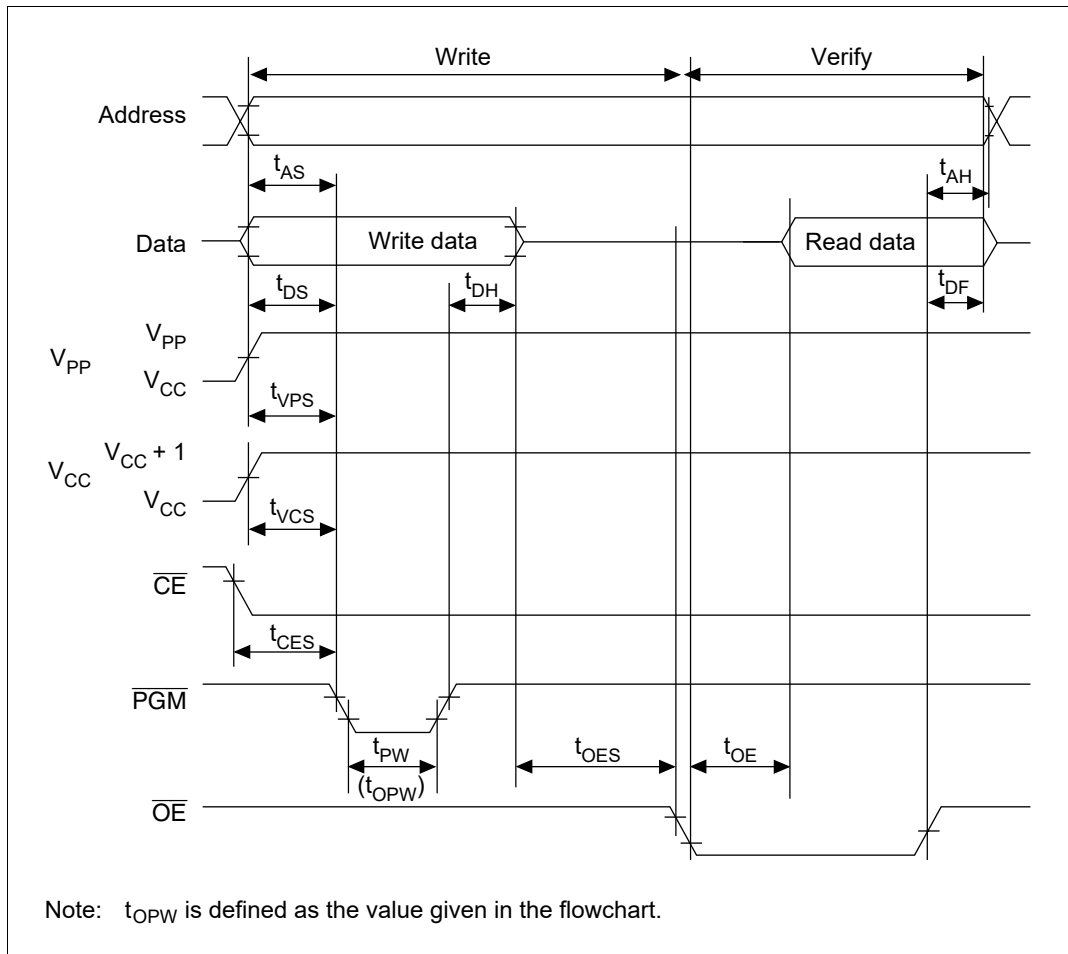 Write Verify
Address
tAS tAH
Data Write data Read data
tDS tDH tDF
VPP
VPP
VCC
tVPS
VCC + 1
VCC
VCC
tVCS
CE
tCES
PGM
tPW tOES tOE
(tOPW)
OE
Note: tOPW is defined as the value given in the flowchart.